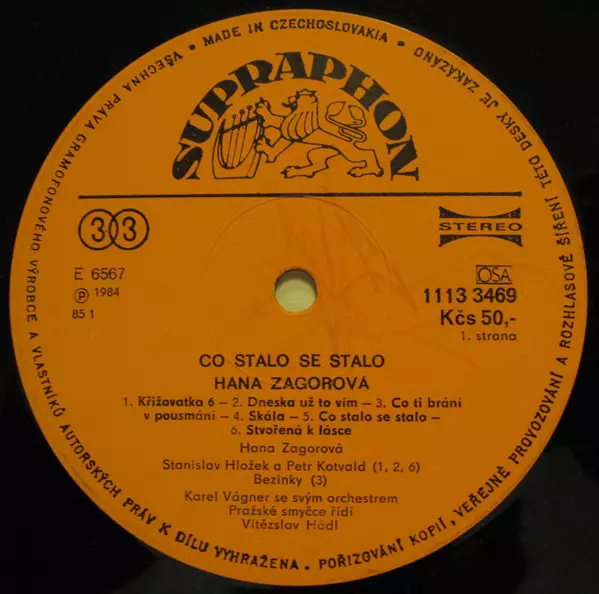 VŠECHNA PRÁVA GRAMOFONOVÉHO VÝROBCE A VLASTNÍKŮ AUTORSKÝCH PRÁV K DÍLU VYHRAŽENA • POŘIZOVÁNÍ KOPIÍ, VEŘEJNÉ PROVOZOVÁNÍ A ROZHLASOVÉ ŠÍŘENÍ TÉTO DESKY JE ZAKÁZÁNO • MADE IN CZECHOSLOVAKIA •
SUPRAPHON
33
STEREO
E 6567
Ⓟ 1984
85 1
OSA
1113 3469
Kčs 50,-
1. strana
CO STALO SE STALO
HANA ZAGOROVÁ
1. Křižovatka 6 – 2. Dneska už to vím – 3. Co ti brání
v pousmání – 4. Skála – 5. Co stalo se stalo –
6. Stvořená k lásce
Hana Zagorová
Stanislav Hložek a Petr Kotvald (1, 2, 6)
Bezinky (3)
Karel Vágner se svým orchestrem
Pražské smyčce řídí
Vítězslav Hádl